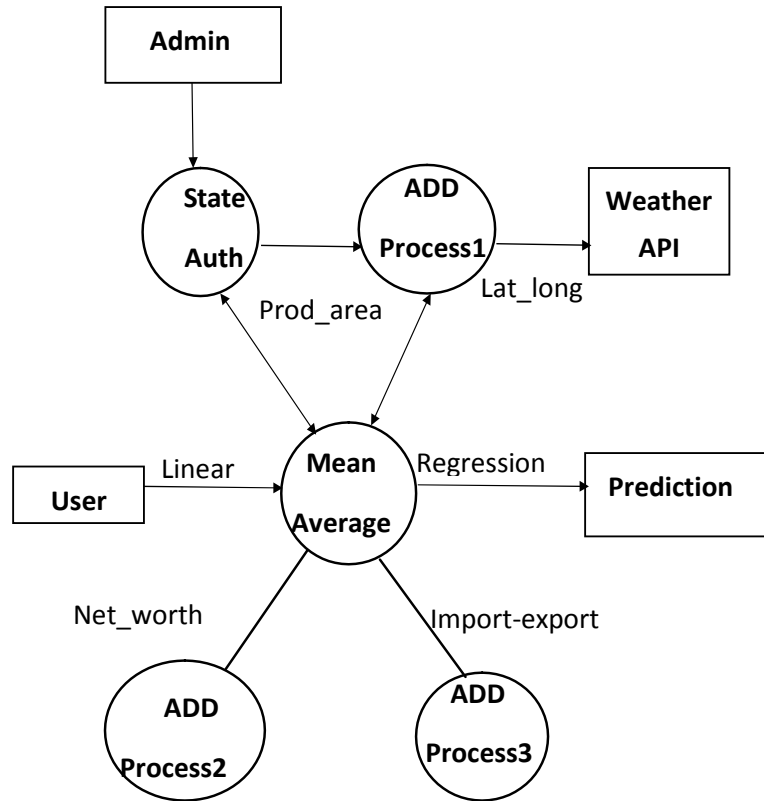 Admin
State
Auth
ADD
Process1
Weather
API
Prod_area
Lat_long
User
Linear
Mean
Average
Regression
Prediction
Net_worth
Import-export
ADD
Process2
ADD
Process3